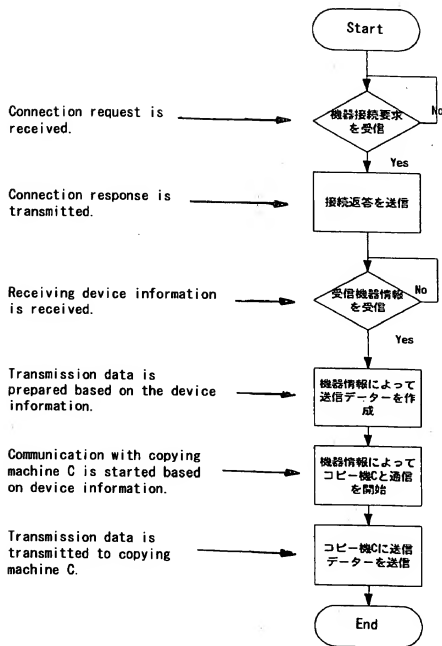 Start
Connection request is
received.
機器接続要求
を受信
No
Yes
Connection response is
transmitted.
接続返答を送信
Receiving device information
is received.
受信機器情報
を受信
No
Yes
Transmission data is
prepared based on the device
information.
機器情報によって
送信データーを作
成
Communication with copying
machine C is started based
on device information.
機器情報によって
コピー機Cと通信
を開始
Transmission data is
transmitted to copying
machine C.
コピー機Cに送信
データーを送信
End